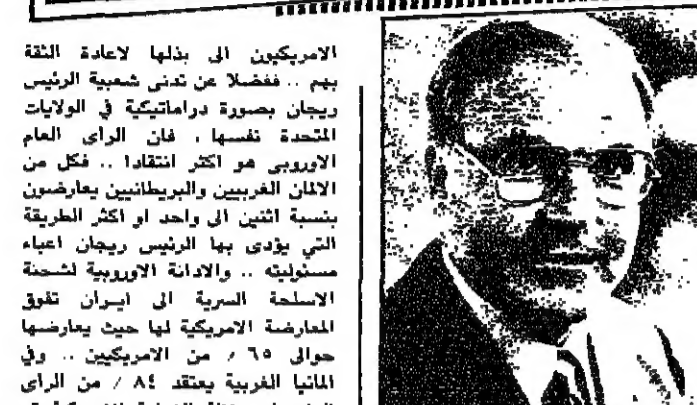 الامريكيون الى بذلها لاعادة الثقة
بهم .. ففضلا عن تدنى شعبية الرئيس
ريجان بصورة دراماتيكية في الولايات
المتحدة نفسها ، فان الرأى العام
الاوروبى هو اكثر انتقادا .. فكل من
الالمان الغربيين والبريطانيين يعارضون
بنسبة اثنين الى واحد او اكثر الطريقة
التي يؤدى بها الرئيس ريجان اعباء
مسئوليته .. والادانة الاوروبية لشحنة
الاسلحة السرية الى ايران تفوق
المعارضة الامريكية لها حيث يعارضها
حوالى ٦٥ ٪ من الامريكيين .. وفي
المانيا الغربية يعتقد ٨٤ ٪ من الرأى